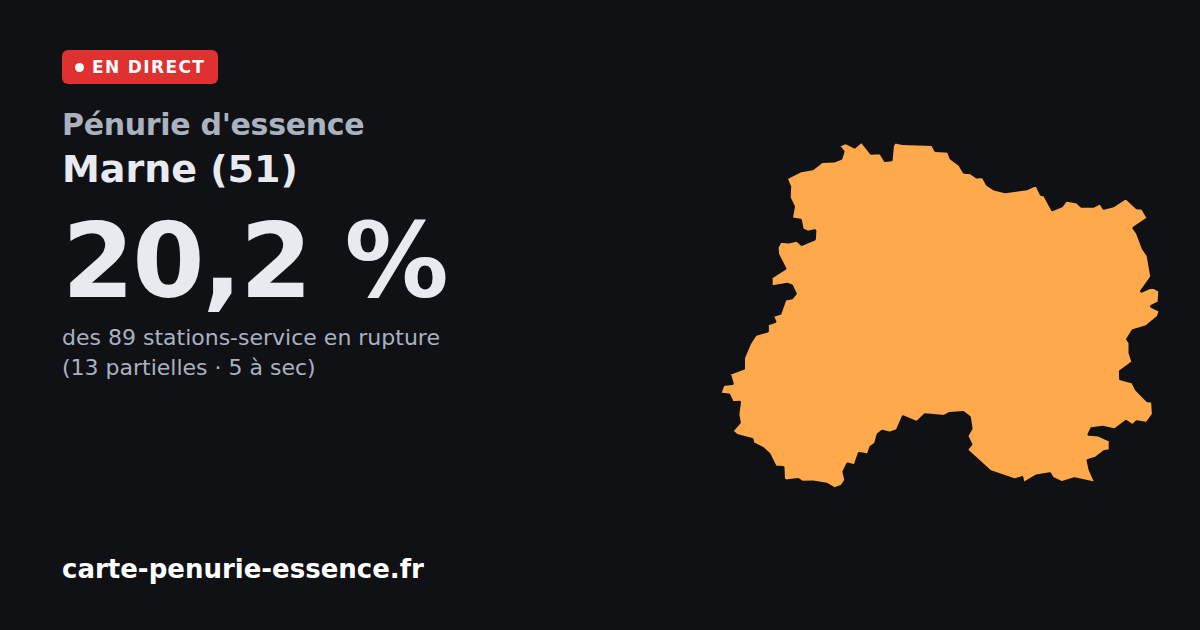 EN DIRECT
Pénurie d'essence
Marne (51)
20,2 %
des 89 stations-service en rupture
(13 partielles · 5 à sec)
carte-penurie-essence.fr